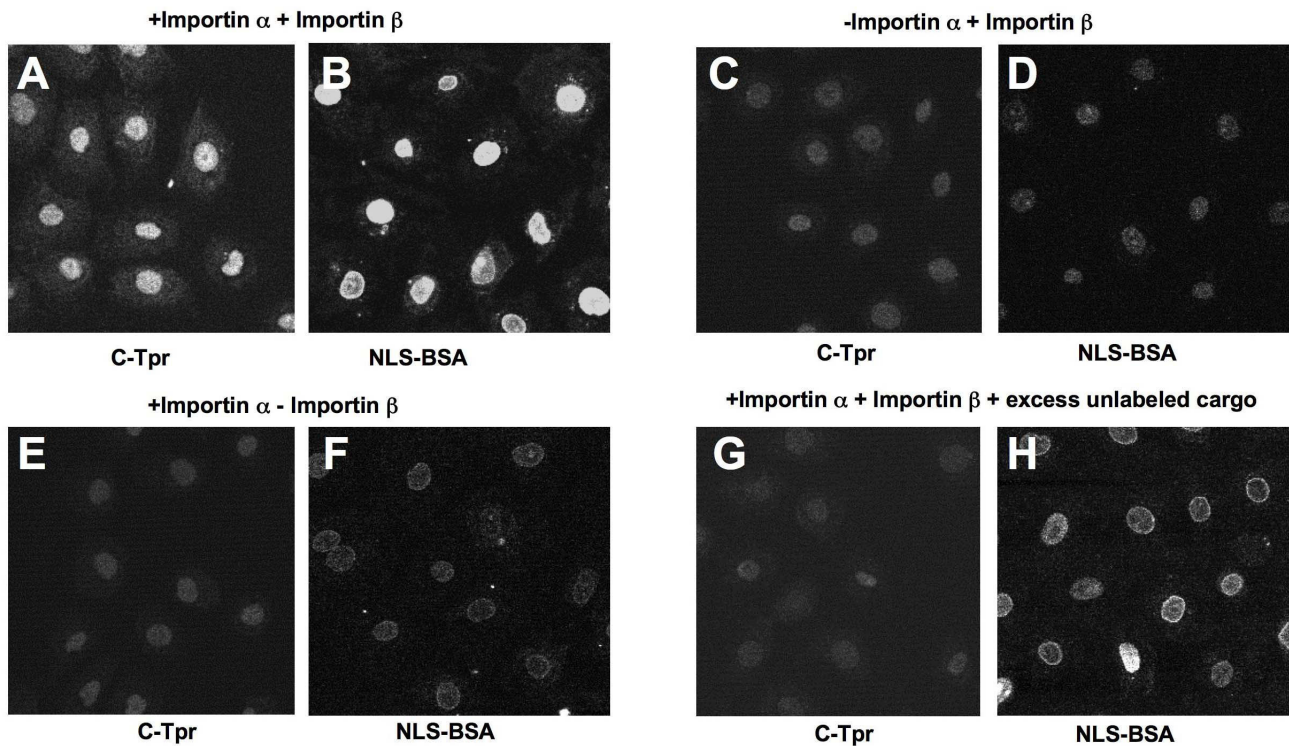 +Importin α + Importin β
-Importin α + Importin β
A
B
C
D
C-Tpr
NLS-BSA
C-Tpr
NLS-BSA
+Importin α - Importin β
+Importin α + Importin β + excess unlabeled cargo
E
F
G
H
C-Tpr
NLS-BSA
C-Tpr
NLS-BSA